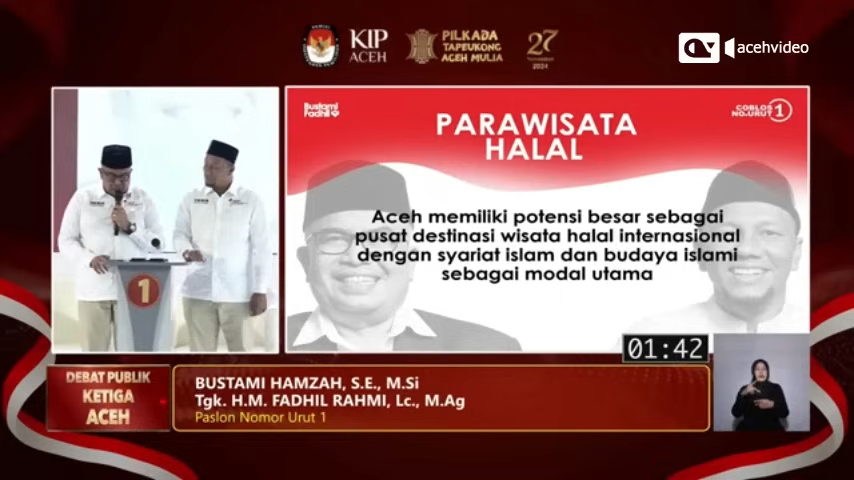 KIP
ACEH
PILKADA
TAPEUKONG
ACEH MULIA
27
November
2024
acehvideo
Bustami
Fadhil
COBLOS
NO.URUT 1
PARAWISATA
HALAL
Aceh memiliki potensi besar sebagai
pusat destinasi wisata halal internasional
dengan syariat islam dan budaya islami
sebagai modal utama
1
01:42
DEBAT PUBLIK
KETIGA
ACEH
BUSTAMI HAMZAH, S.E., M.Si
Tgk. H.M. FADHIL RAHMI, Lc., M.Ag
Paslon Nomor Urut 1